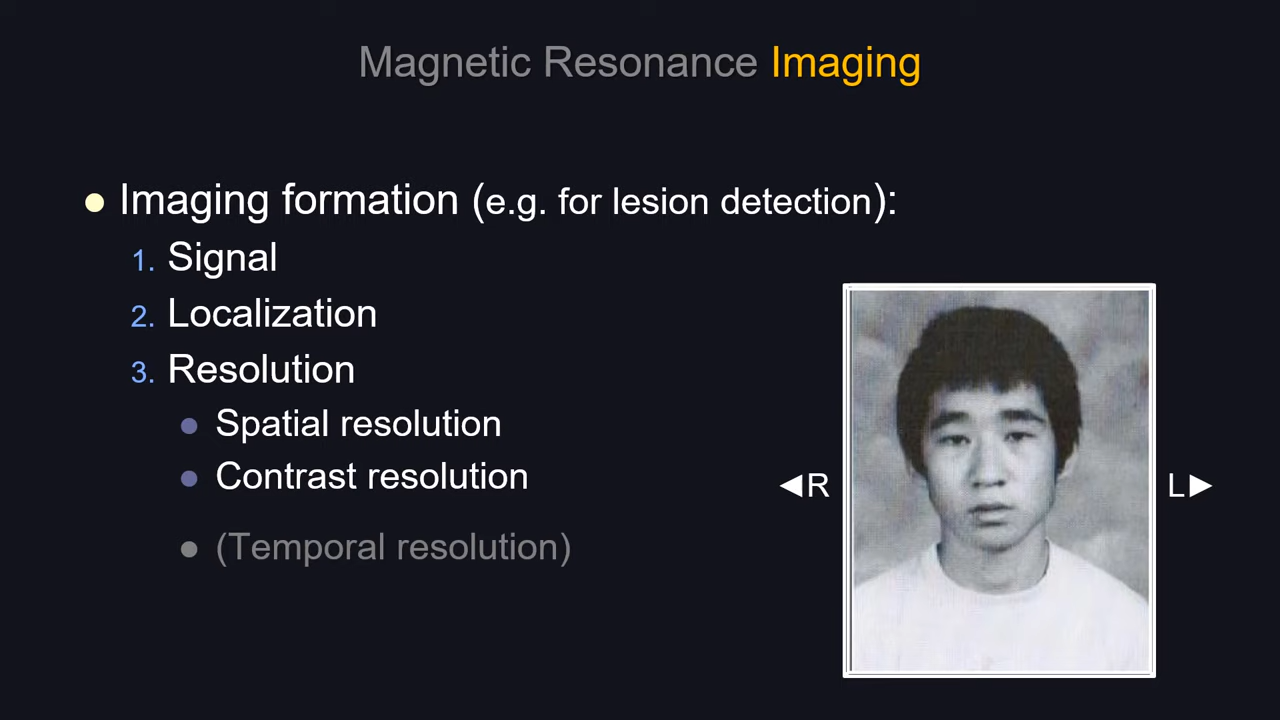 Magnetic Resonance Imaging
● Imaging formation (e.g. for lesion detection):
1. Signal
2. Localization
3. Resolution
● Spatial resolution
● Contrast resolution
◀R L▶
● (Temporal resolution)